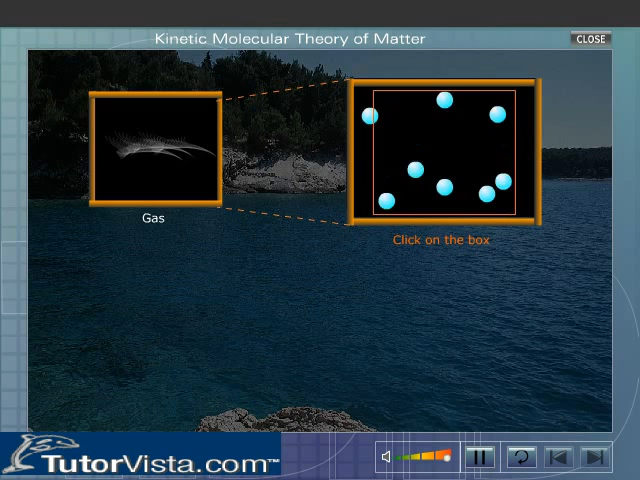 Kinetic Molecular Theory of Matter
CLOSE
Gas
Click on the box
TutorVista.com™